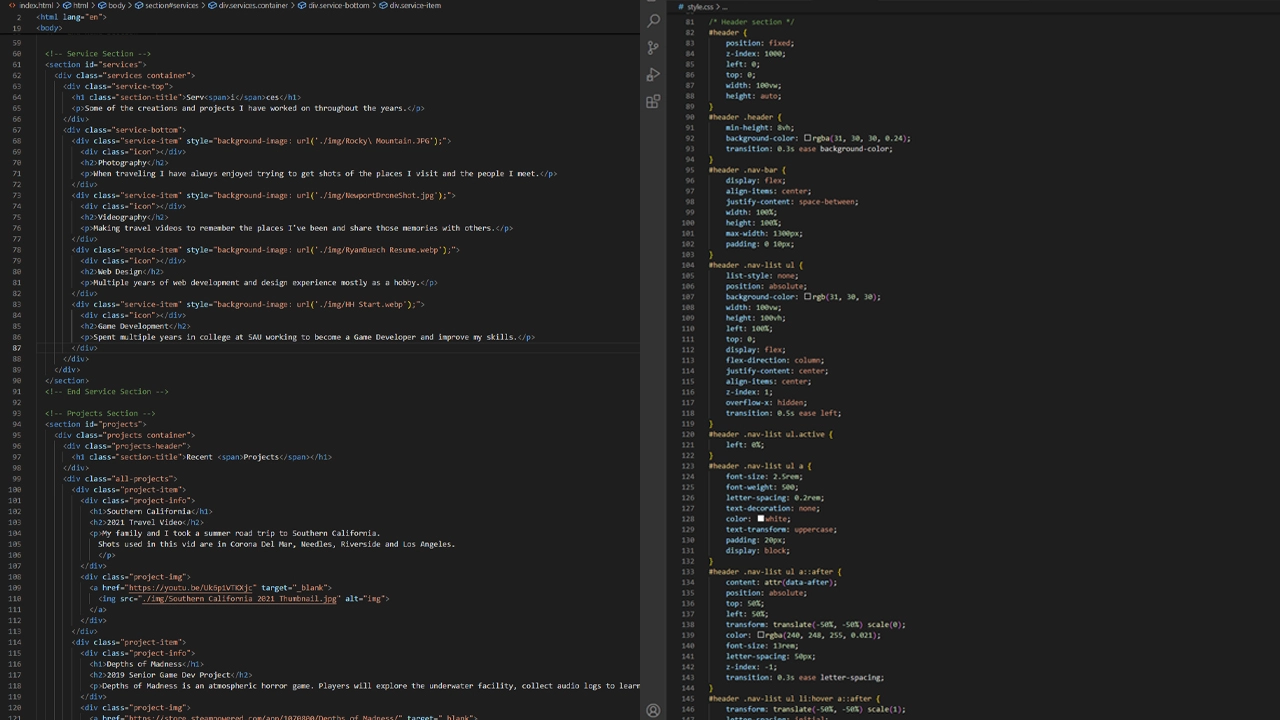 index.html > html > body > section#services > div.services.container > div.service-bottom > div.service-item
2 <html lang="en">
19 <body>
59
60 <!-- Service Section -->
61 <section id="services">
62 <div class="services container">
63 <div class="service-top">
64 <h1 class="section-title">Serv<span>i</span>ces</h1>
65 <p>Some of the creations and projects I have worked on throughout the years.</p>
66 </div>
67 <div class="service-bottom">
68 <div class="service-item" style="background-image: url('./img/Rocky\ Mountain.JPG');">
69 <div class="icon"></div>
70 <h2>Photography</h2>
71 <p>When traveling I have always enjoyed trying to get shots of the places I visit and the people I meet.</p>
72 </div>
73 <div class="service-item" style="background-image: url('./img/NewportDroneShot.jpg');">
74 <div class="icon"></div>
75 <h2>Videography</h2>
76 <p>Making travel videos to remember the places I've been and share those memories with others.</p>
77 </div>
78 <div class="service-item" style="background-image: url('./img/RyanBuech Resume.webp');">
79 <div class="icon"></div>
80 <h2>Web Design</h2>
81 <p>Multiple years of web development and design experience mostly as a hobby.</p>
82 </div>
83 <div class="service-item" style="background-image: url('./img/HH Start.webp');">
84 <div class="icon"></div>
85 <h2>Game Development</h2>
86 <p>Spent multiple years in college at SAU working to become a Game Developer and improve my skills.</p>
87 </div>
88 </div>
89 </div>
90 </section>
91 <!-- End Service Section -->
92
93 <!-- Projects Section -->
94 <section id="projects">
95 <div class="projects container">
96 <div class="projects-header">
97 <h1 class="section-title">Recent <span>Projects</span></h1>
98 </div>
99 <div class="all-projects">
100 <div class="project-item">
101 <div class="project-info">
102 <h1>Southern California</h1>
103 <h2>2021 Travel Video</h2>
104 <p>My family and I took a summer road trip to Southern California.
105 Shots used in this vid are in Corona Del Mar, Needles, Riverside and Los Angeles.
106 </p>
107 </div>
108 <div class="project-img">
109 <a href="https://youtu.be/Uk6p1VTKXjc" target="_blank">
110 <img src="./img/Southern California 2021 Thumbnail.jpg" alt="img">
111 </a>
112 </div>
113 </div>
114 <div class="project-item">
115 <div class="project-info">
116 <h1>Depths of Madness</h1>
117 <h2>2019 Senior Game Dev Project</h2>
118 <p>Depths of Madness is an atmospheric horror game. Players will explore the underwater facility, collect audio logs to learn
119 </div>
120 <div class="project-img">
121 <a href="https://store.steampowered.com/app/1070800/Depths_of_Madness/" target="_blank">
# style.css > ...
81 /* Header section */
82 #header {
83 position: fixed;
84 z-index: 1000;
85 left: 0;
86 top: 0;
87 width: 100vw;
88 height: auto;
89 }
90 #header .header {
91 min-height: 8vh;
92 background-color: rgba(31, 30, 30, 0.24);
93 transition: 0.3s ease background-color;
94 }
95 #header .nav-bar {
96 display: flex;
97 align-items: center;
98 justify-content: space-between;
99 width: 100%;
100 height: 100%;
101 max-width: 1300px;
102 padding: 0 10px;
103 }
104 #header .nav-list ul {
105 list-style: none;
106 position: absolute;
107 background-color: rgb(31, 30, 30);
108 width: 100vw;
109 height: 100vh;
110 left: 100%;
111 top: 0;
112 display: flex;
113 flex-direction: column;
114 justify-content: center;
115 align-items: center;
116 z-index: 1;
117 overflow-x: hidden;
118 transition: 0.5s ease left;
119 }
120 #header .nav-list ul.active {
121 left: 0%;
122 }
123 #header .nav-list ul a {
124 font-size: 2.5rem;
125 font-weight: 500;
126 letter-spacing: 0.2rem;
127 text-decoration: none;
128 color: white;
129 text-transform: uppercase;
130 padding: 20px;
131 display: block;
132 }
133 #header .nav-list ul a::after {
134 content: attr(data-after);
135 position: absolute;
136 top: 50%;
137 left: 50%;
138 transform: translate(-50%, -50%) scale(0);
139 color: rgba(240, 248, 255, 0.021);
140 font-size: 13rem;
141 letter-spacing: 50px;
142 z-index: -1;
143 transition: 0.3s ease letter-spacing;
144 }
145 #header .nav-list ul li:hover a::after {
146 transform: translate(-50%, -50%) scale(1);
147 letter-spacing: initial;